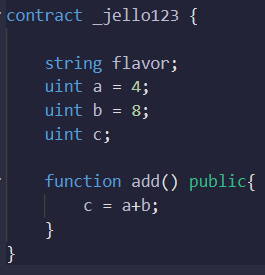 contract _jello123 {
string flavor;
uint a = 4;
uint b = 8;
uint c;
function add() public{
c = a+b;
}
}